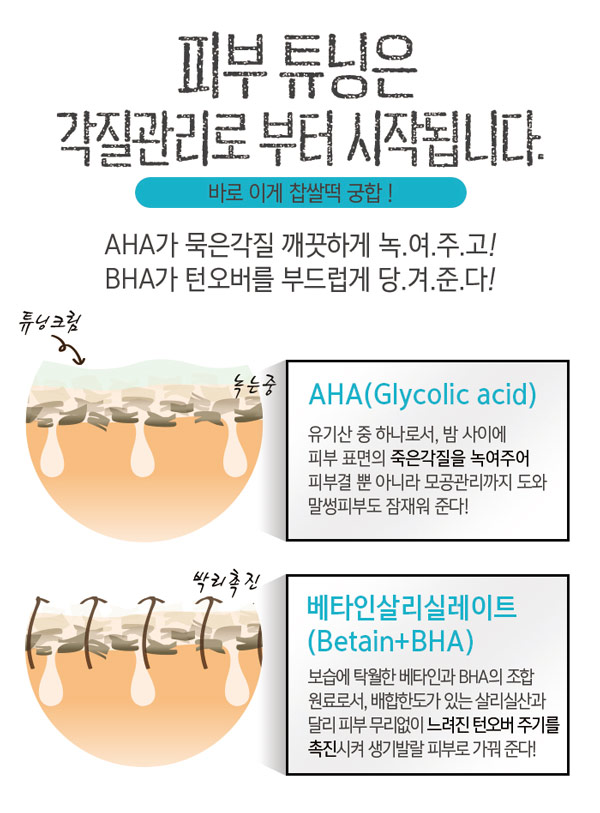 피부 튜닝은
각질관리로 부터 시작됩니다.
바로 이게 찹쌀떡 궁합 !
AHA가 묵은각질 깨끗하게 녹.여.주.고!
BHA가 턴오버를 부드럽게 당.겨.준.다!
튜닝크림
녹는중
AHA(Glycolic acid)
유기산 중 하나로서, 밤 사이에
피부 표면의 죽은각질을 녹여주어
피부결 뿐 아니라 모공관리까지 도와
말썽피부도 잠재워 준다!
박리촉진
베타인살리실레이트
(Betain+BHA)
보습에 탁월한 베타인과 BHA의 조합
원료로서, 배합한도가 있는 살리실산과
달리 피부 무리없이 느려진 턴오버 주기를
촉진시켜 생기발랄 피부로 가꿔 준다!